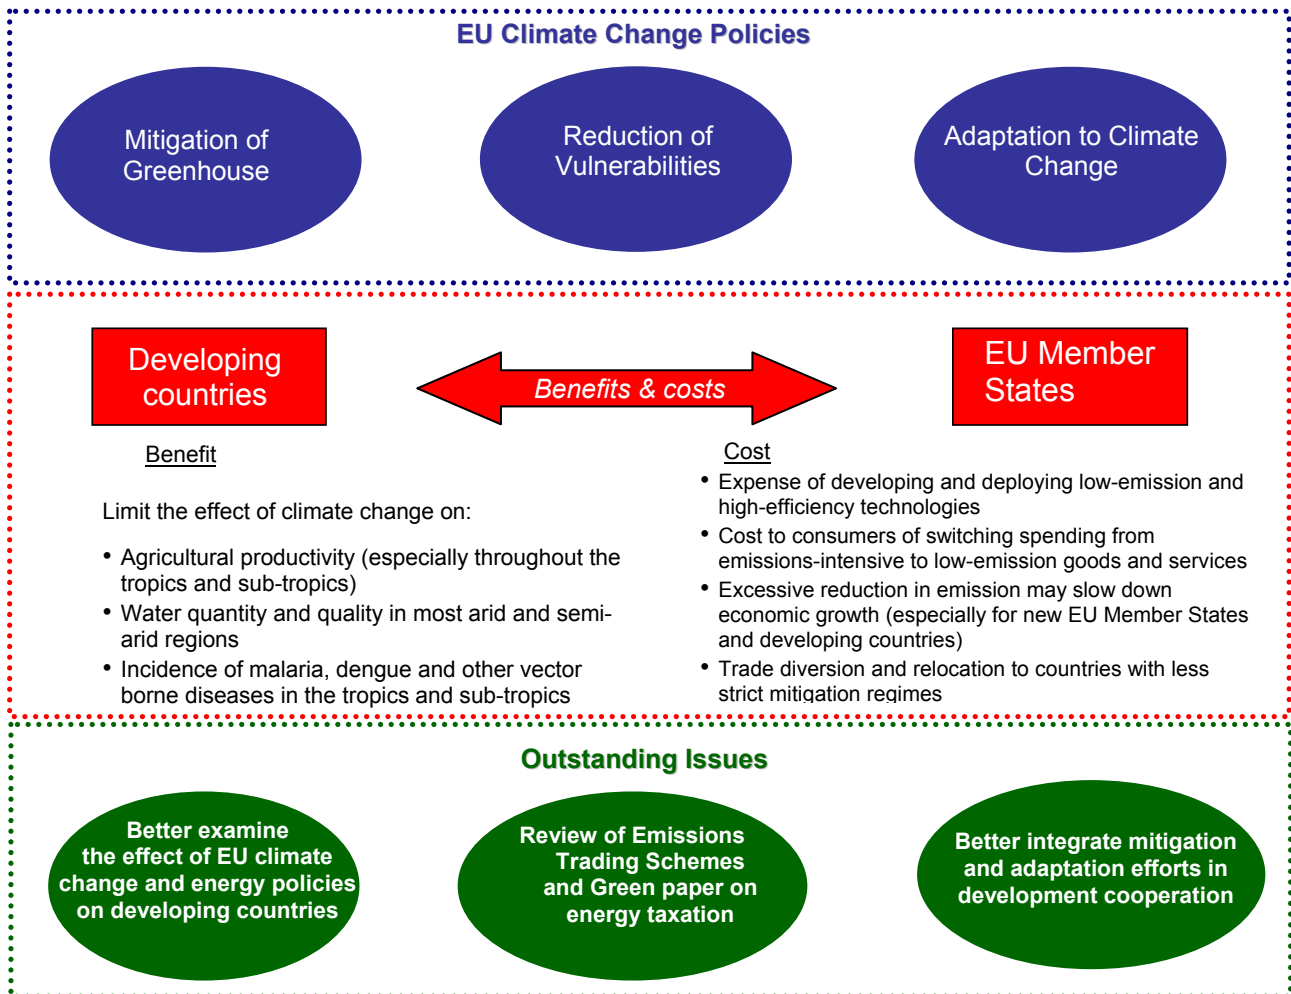 EU Climate Change Policies
Mitigation of
Greenhouse
Reduction of
Vulnerabilities
Adaptation to Climate
Change
Developing
countries
Benefits & costs
EU Member
States
Benefit
Limit the effect of climate change on:
• Agricultural productivity (especially throughout the
tropics and sub-tropics)
• Water quantity and quality in most arid and semi-
arid regions
• Incidence of malaria, dengue and other vector
borne diseases in the tropics and sub-tropics
Cost
• Expense of developing and deploying low-emission and
high-efficiency technologies
• Cost to consumers of switching spending from
emissions-intensive to low-emission goods and services
• Excessive reduction in emission may slow down
economic growth (especially for new EU Member States
and developing countries)
• Trade diversion and relocation to countries with less
strict mitigation regimes
Outstanding Issues
Better examine
the effect of EU climate
change and energy policies
on developing countries
Review of Emissions
Trading Schemes
and Green paper on
energy taxation
Better integrate mitigation
and adaptation efforts in
development cooperation